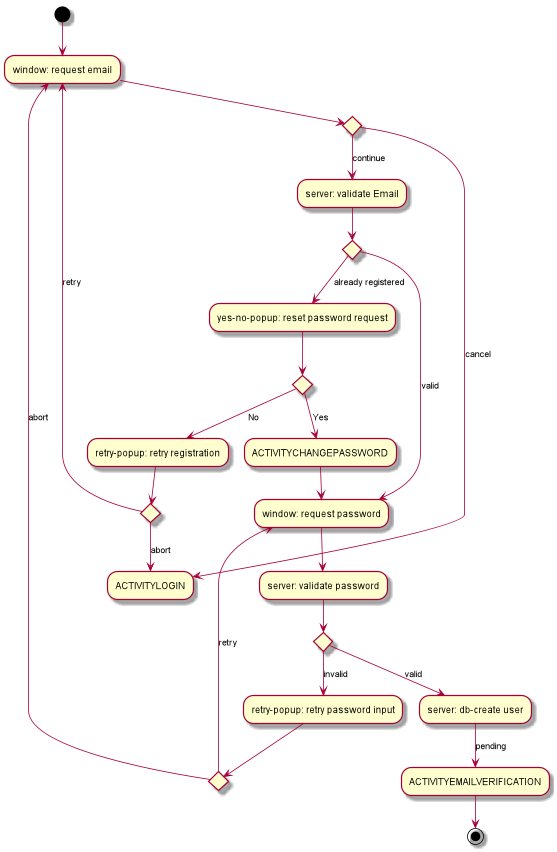 window: request email
continue
server: validate Email
already registered
yes-no-popup: reset password request
retry
cancel
valid
abort
No
Yes
retry-popup: retry registration
ACTIVITYCHANGEPASSWORD
window: request password
abort
ACTIVITYLOGIN
server: validate password
retry
invalid
valid
retry-popup: retry password input
server: db-create user
pending
ACTIVITYEMAILVERIFICATION